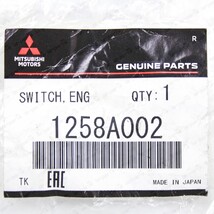 R
MITSUBISHI
MOTORS
GENUINE PARTS
SWITCH, ENG QTY: 1
1258A002
TK EAC MADE IN JAPAN